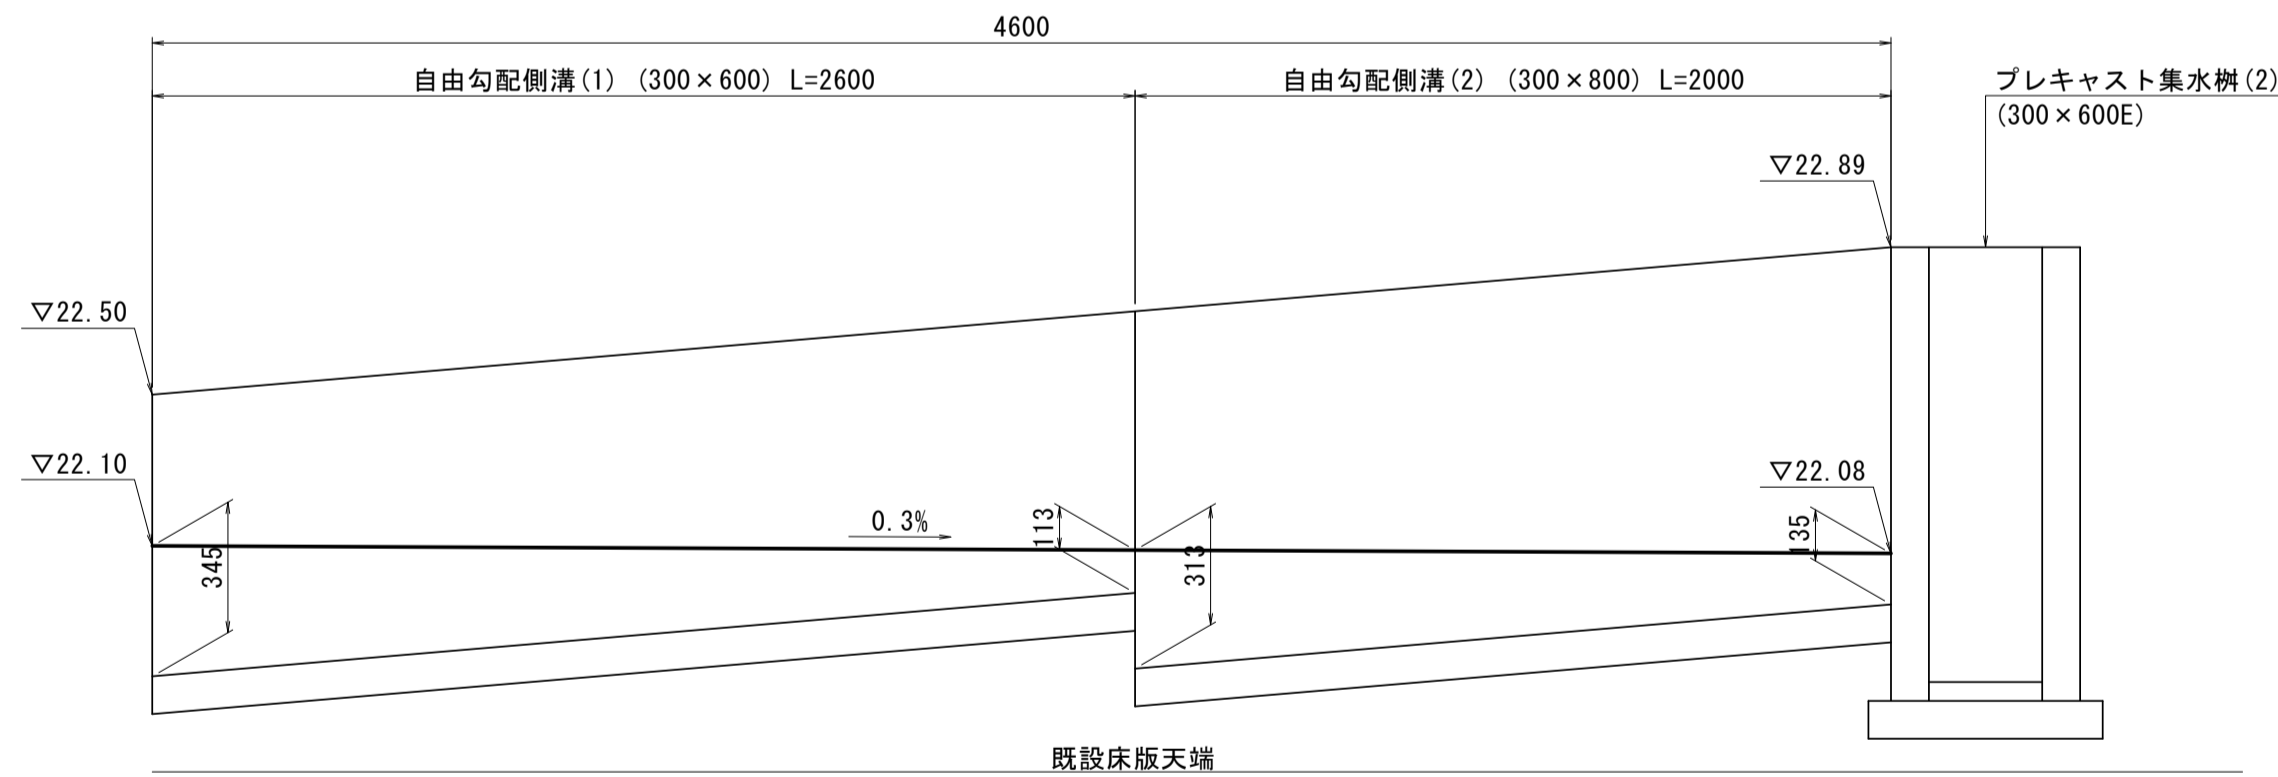 4600
自由勾配側溝(1) (300×600) L=2600
自由勾配側溝(2) (300×800) L=2000
プレキャスト集水桝(2)
(300×600E)
▽22.89
▽22.50
▽22.10
▽22.08
0.3%
345
113
313
135
既設床版天端